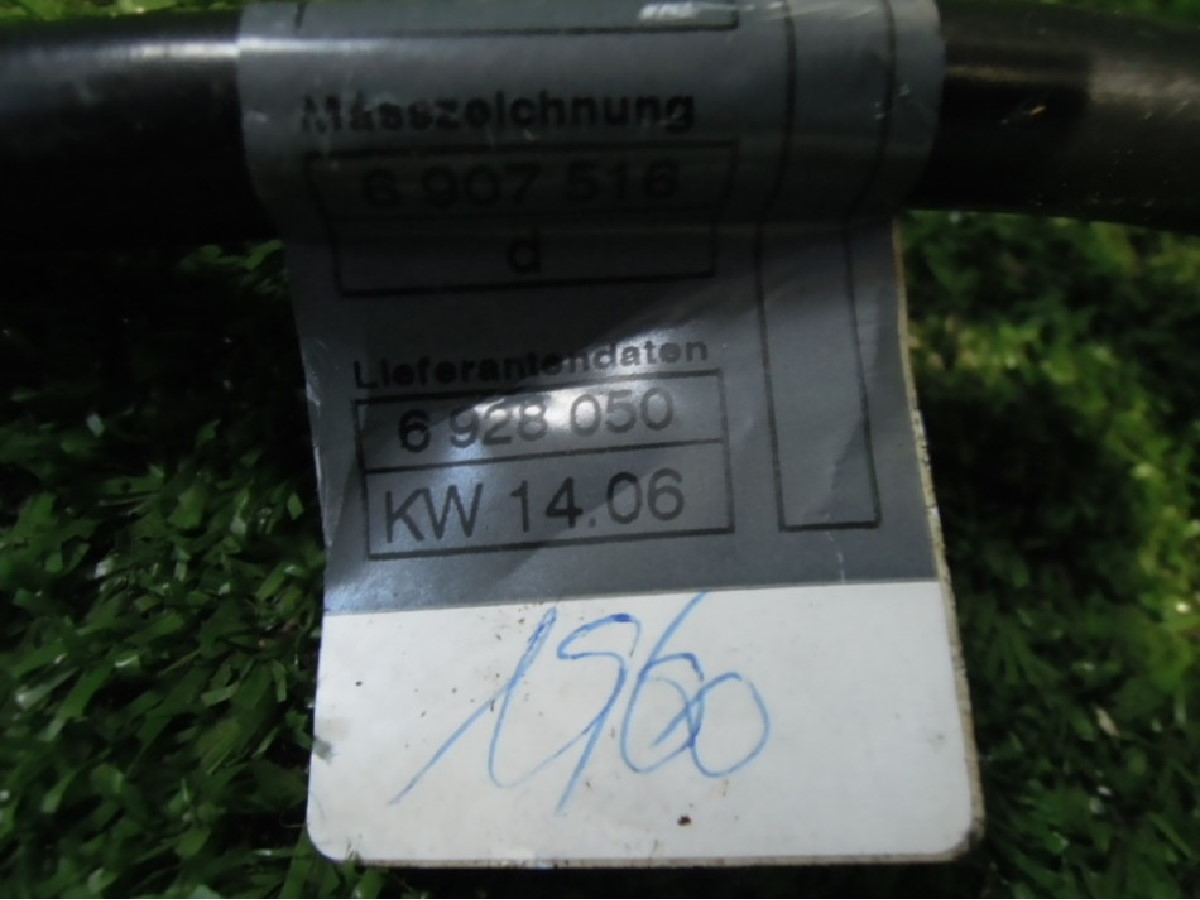 Masszeichnung
6 907 516
d
Lieferantendaten
6 928 050
KW 14.06
1960